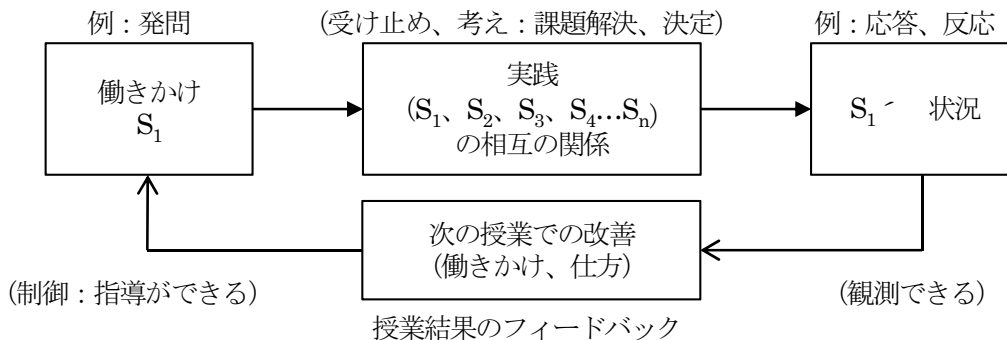 例：発問
(受け止め、考え：課題解決、決定)
例：応答、反応
働きかけ
S₁
実践
(S₁、S₂、S₃、S₄…Sₙ)
の相互の関係
S₁´ 状況
次の授業での改善
(働きかけ、仕方)
(制御：指導ができる)
(観測できる)
授業結果のフィードバック